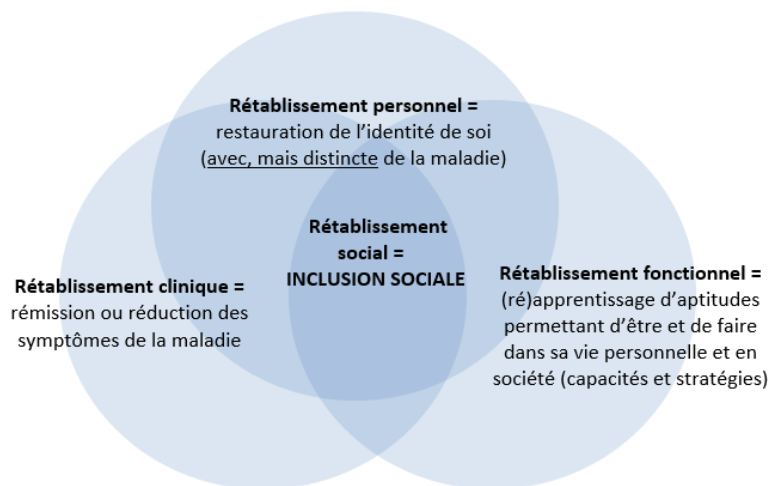 Rétablissement personnel =
restauration de l’identité de soi
(avec, mais distincte de la maladie)
Rétablissement
social =
INCLUSION SOCIALE
Rétablissement clinique =
rémission ou réduction des
symptômes de la maladie
Rétablissement fonctionnel =
(ré)apprentissage d’aptitudes
permettant d’être et de faire
dans sa vie personnelle et en
société (capacités et stratégies)